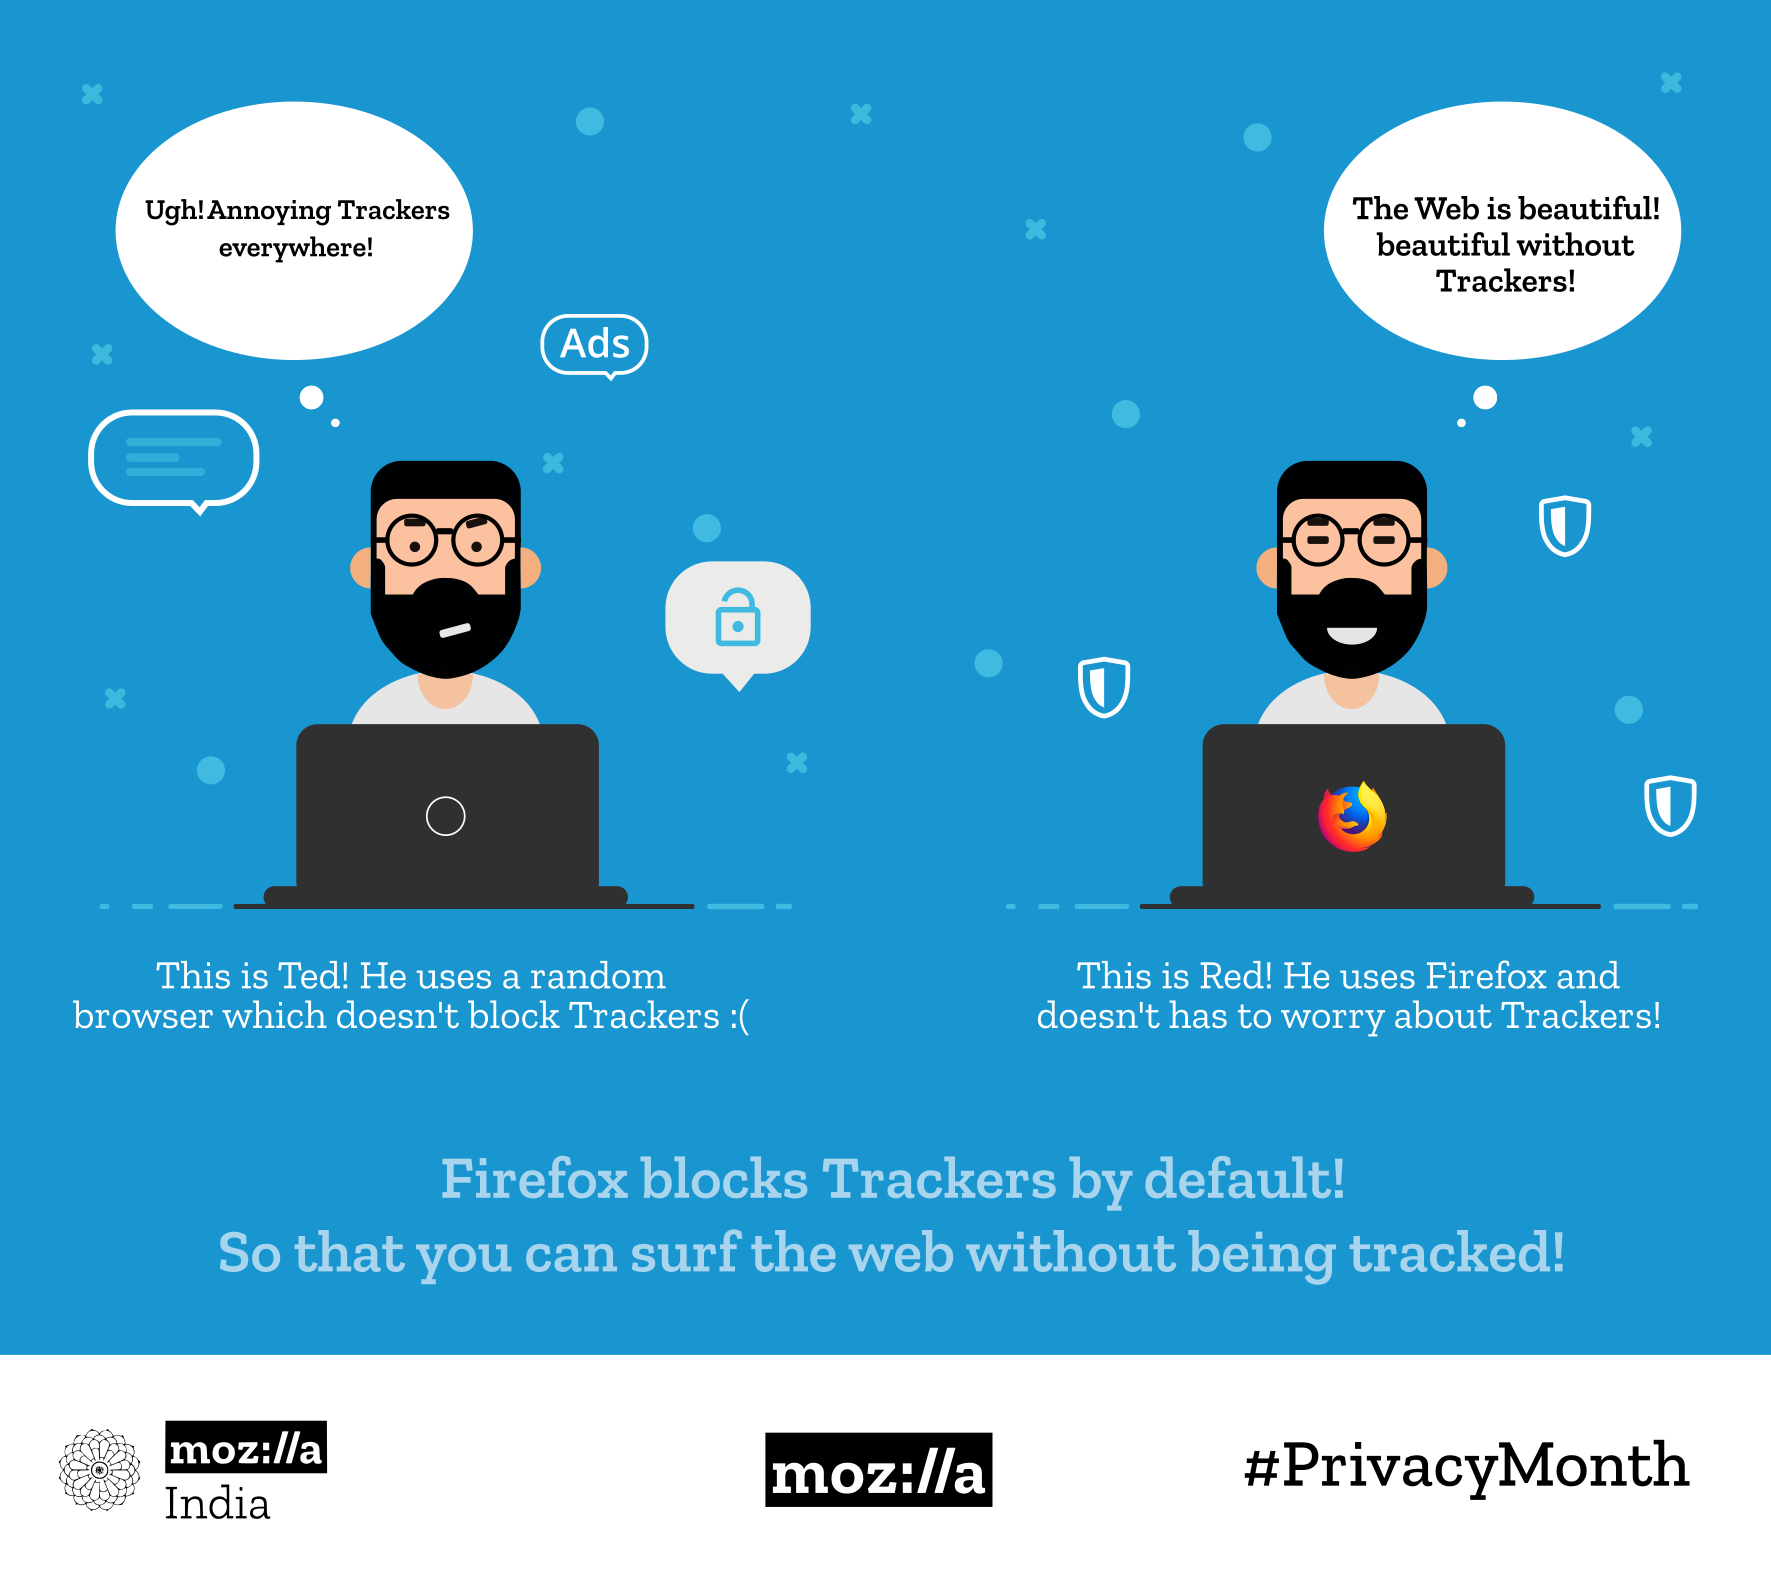 Ugh! Annoying Trackers
everywhere!
The Web is beautiful!
beautiful without
Trackers!
Ads
This is Ted! He uses a random
browser which doesn't block Trackers :(
This is Red! He uses Firefox and
doesn't has to worry about Trackers!
Firefox blocks Trackers by default!
So that you can surf the web without being tracked!
moz://a
India
moz://a
#PrivacyMonth